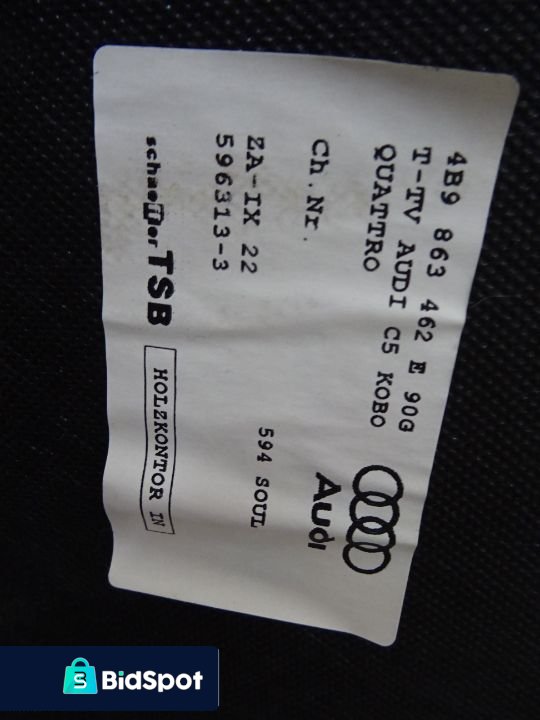 4B9 863 462 E 90G
T-TV AUDI C5 KOBO
QUATTRO
Audi
Ch.Nr.
594 SOUL
ZA-IX 22
596313-3
schaeffler TSB
HOLZKONTOR IN
BidSpot